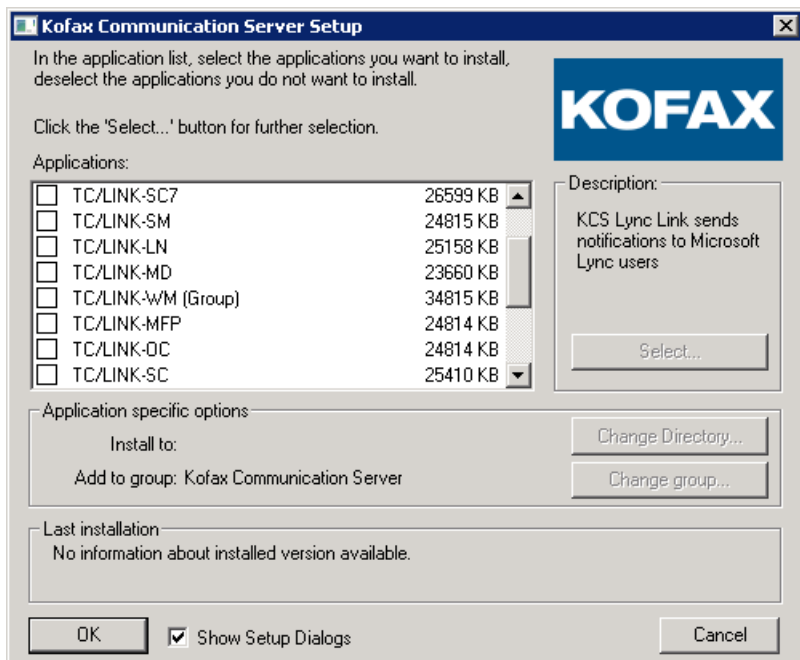 Kofax Communication Server Setup
In the application list, select the applications you want to install,
deselect the applications you do not want to install.
Click the 'Select...' button for further selection.
KOFAX
Applications:
TC/LINK-SC7 26599 KB
TC/LINK-SM 24815 KB
TC/LINK-LN 25158 KB
TC/LINK-MD 23660 KB
TC/LINK-WM (Group) 34815 KB
TC/LINK-MFP 24814 KB
TC/LINK-OC 24814 KB
TC/LINK-SC 25410 KB
Description:
KCS Lync Link sends
notifications to Microsoft
Lync users
Select...
Application specific options
Install to:
Change Directory...
Add to group: Kofax Communication Server
Change group...
Last installation
No information about installed version available.
OK
Show Setup Dialogs
Cancel